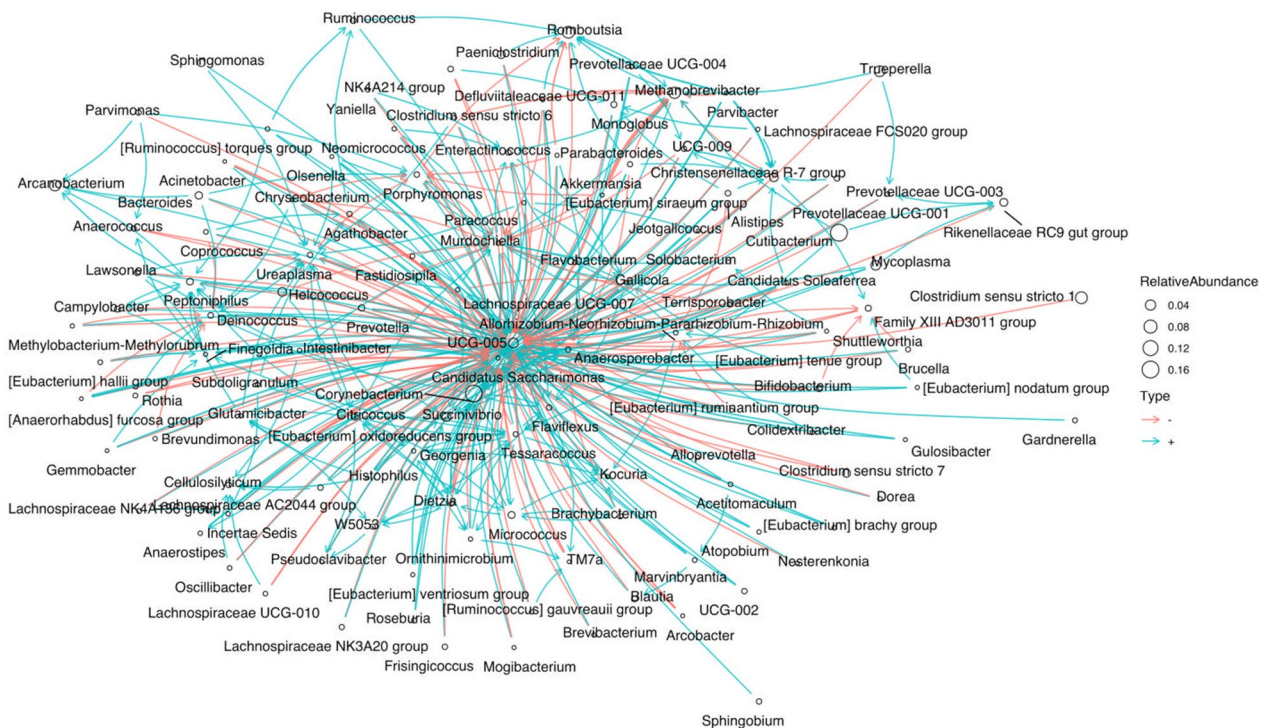 Ruminococcus
Romboutsia
Paeniclostridium
Sphingomonas
Prevotellaceae UCG-004
Trueperella
NK4A214 group
Defluviitaleaceae UCG-011
Methanobrevibacter
Parvimonas
Yaniella
Clostridium sensu stricto 6
Parvibacter
Monoglobus
Lachnospiraceae FCS020 group
[Ruminococcus] torques group
Neomicrococcus
Enteractinococcus
Parabacteroides
UCG-009
Christensenellaceae R-7 group
Arcanobacterium
Acinetobacter
Olsenella
Akkermansia
Prevotellaceae UCG-003
Bacteroides
Chryseobacterium
Porphyromonas
[Eubacterium] siraeum group
Prevotellaceae UCG-001
Anaerococcus
Agathobacter
Paracoccus
Jeotgalicoccus
Alistipes
Rikenellaceae RC9 gut group
Murdochiella
Cutibacterium
Coprococcus
Flavobacterium
Solobacterium
Mycoplasma
Lawsonella
Ureaplasma
Fastidiosipila
Gallicola
Candidatus Soleaferrea
RelativeAbundance
Peptoniphilus
Helcococcus
Lachnospiraceae UCG-007
Terrisporobacter
Clostridium sensu stricto 1
0.04
Campylobacter
Deinococcus
Prevotella
Allorhizobium-Neorhizobium-Pararhizobium-Rhizobium
Family XIII AD3011 group
0.08
Methylobacterium-Methylorubrum
Finegoldia
Intestinibacter
UCG-005
Shuttleworthia
0.12
Anaerosporobacter
[Eubacterium] tenue group
Brucella
0.16
[Eubacterium] hallii group
Subdoligranulum
Candidatus Saccharimonas
Bifidobacterium
[Eubacterium] nodatum group
Type
Rothia
Corynebacterium
-
[Anaerorhabdus] furcosa group
Glutamicibacter
Citricoccus
Succinivibrio
[Eubacterium] ruminantium group
+
Brevundimonas
[Eubacterium] oxidoreducens group
Flaviflexus
Colidextribacter
Gardnerella
Gemmobacter
Georgenia
Tessaracoccus
Alloprevotella
Gulosibacter
Cellulosilyticum
Histophilus
Kocuria
Clostridium sensu stricto 7
Lachnospiraceae NK4A136 group
Lachnospiraceae AC2044 group
Dietzia
Acetitomaculum
Dorea
Incertae Sedis
W5053
Brachybacterium
[Eubacterium] brachy group
Anaerostipes
Micrococcus
Pseudoclavibacter
Ornithinimicrobium
TM7a
Atopobium
Nesterenkonia
Oscillibacter
Marvinbryantia
[Eubacterium] ventriosum group
Blautia
Lachnospiraceae UCG-010
Roseburia
[Ruminococcus] gauvreauii group
UCG-002
Lachnospiraceae NK3A20 group
Brevibacterium
Arcobacter
Frisingicoccus
Mogibacterium
Sphingobium